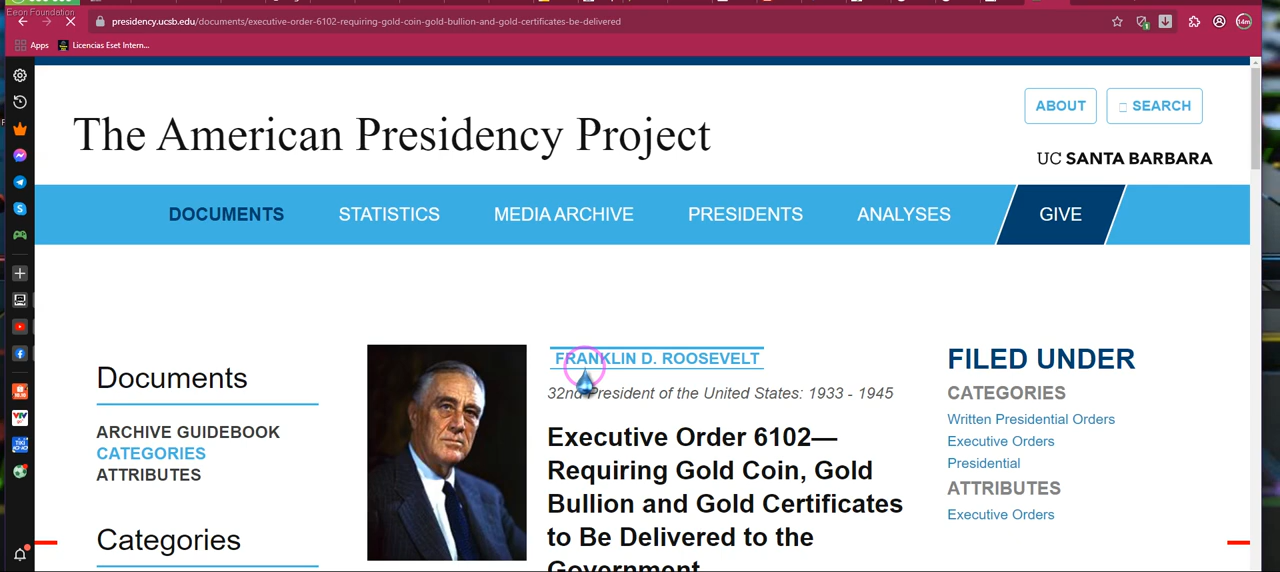 Eeon Foundation
presidency.ucsb.edu/documents/executive-order-6102-requiring-gold-coin-gold-bullion-and-gold-certificates-be-delivered
14m
Apps
Licencias Eset Intern...
The American Presidency Project
ABOUT
SEARCH
UC SANTA BARBARA
DOCUMENTS
STATISTICS
MEDIA ARCHIVE
PRESIDENTS
ANALYSES
GIVE
Documents
ARCHIVE GUIDEBOOK
CATEGORIES
ATTRIBUTES
Categories
FRANKLIN D. ROOSEVELT
32nd President of the United States: 1933 - 1945
Executive Order 6102—
Requiring Gold Coin, Gold
Bullion and Gold Certificates
to Be Delivered to the
Government
FILED UNDER
CATEGORIES
Written Presidential Orders
Executive Orders
Presidential
ATTRIBUTES
Executive Orders